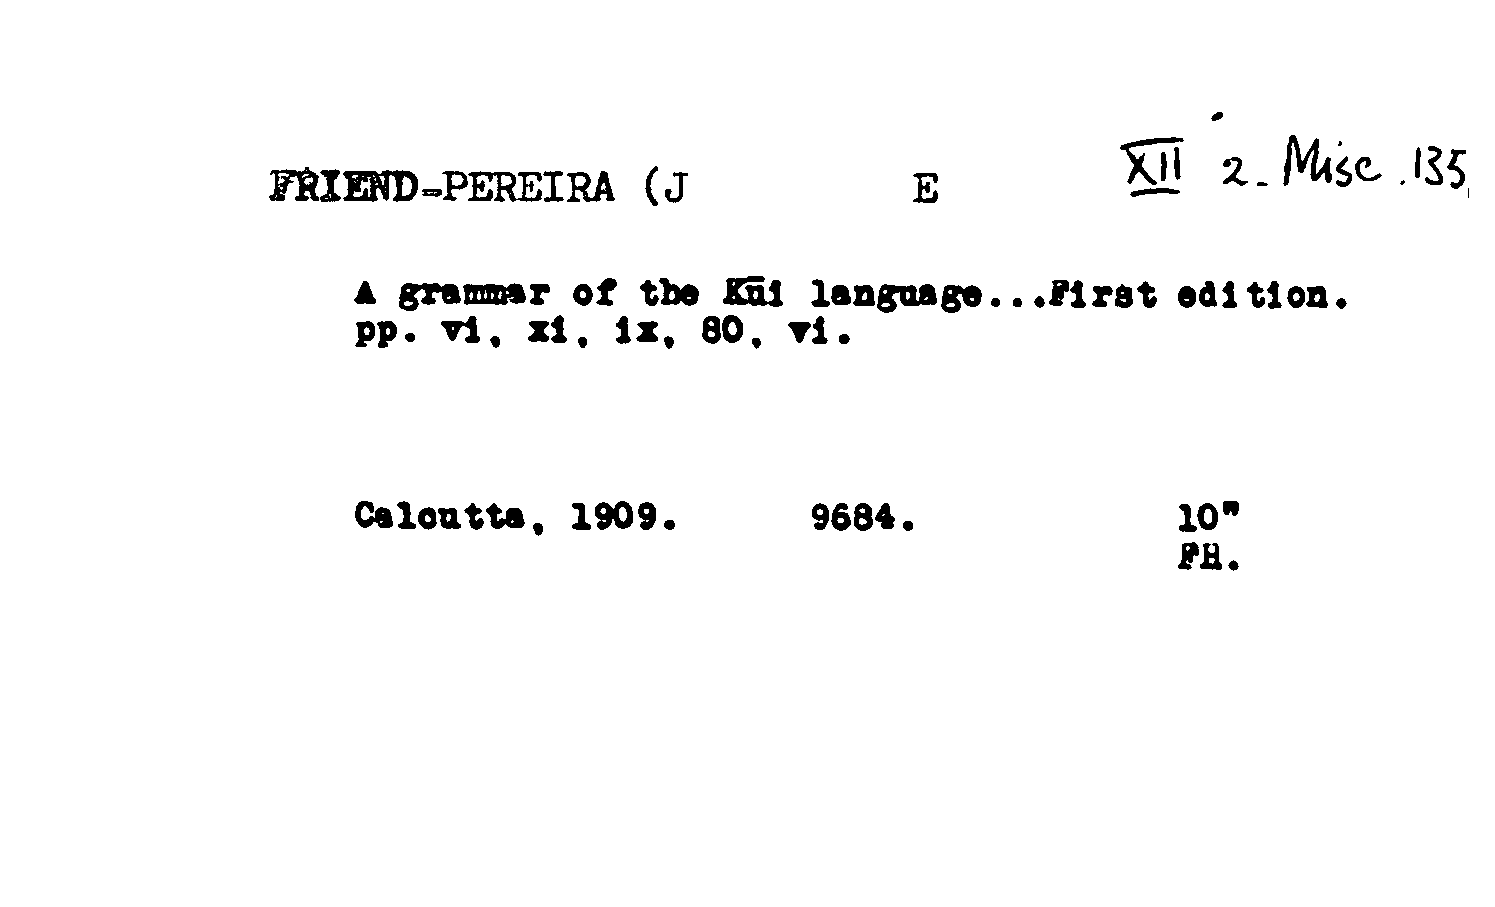 FRIEND-PEREIRA (J E XII 2- Misc .135
A grammar of the Kūi language...First edition.
pp. vi, xi, ix, 80, vi.
Calcutta, 1909. 9684. 10"
FH.